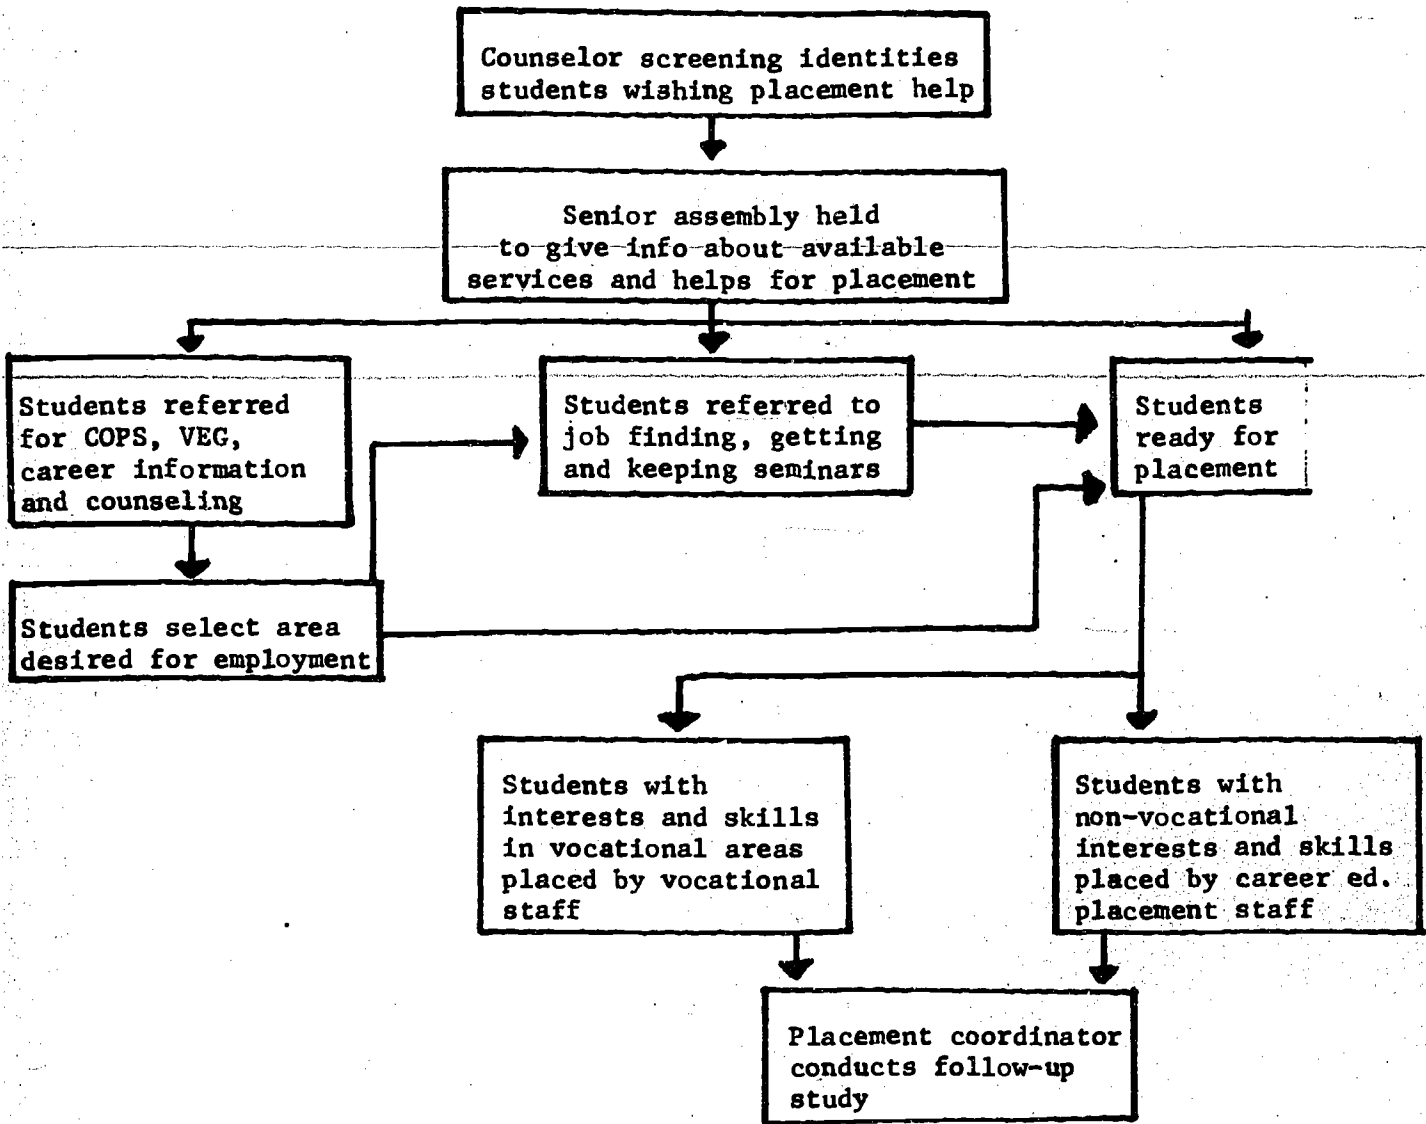 Counselor screening identities
students wishing placement help
Senior assembly held
to give info about available
services and helps for placement
Students referred
for COPS, VEG,
career information
and counseling
Students referred to
job finding, getting
and keeping seminars
Students
ready for
placement
Students select area
desired for employment
Students with
interests and skills
in vocational areas
placed by vocational
staff
Students with
non-vocational
interests and skills
placed by career ed.
placement staff
Placement coordinator
conducts follow-up
study